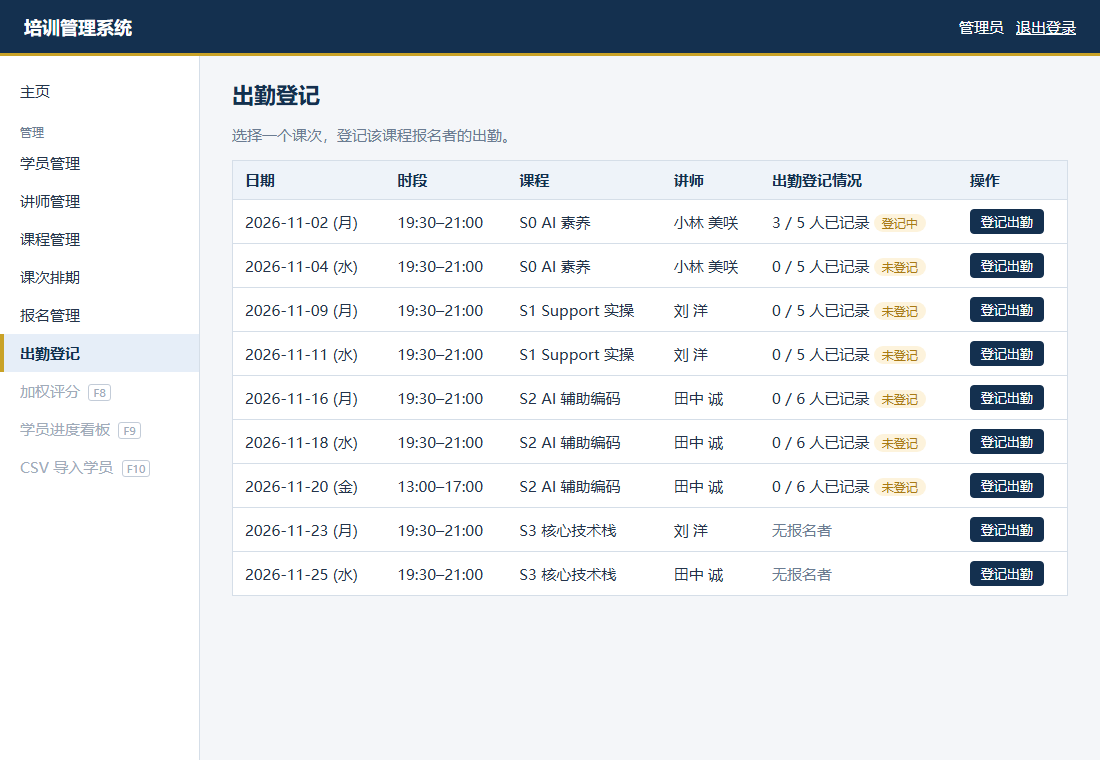 培训管理系统
管理员 退出登录
主页
管理
学员管理
讲师管理
课程管理
课次排期
报名管理
出勤登记
加权评分 F8
学员进度看板 F9
CSV 导入学员 F10
出勤登记
选择一个课次，登记该课程报名者的出勤。
日期 时段 课程 讲师 出勤登记情况 操作
2026-11-02 (月) 19:30–21:00 S0 AI 素养 小林 美咲 3 / 5 人已记录 登记中 登记出勤
2026-11-04 (水) 19:30–21:00 S0 AI 素养 小林 美咲 0 / 5 人已记录 未登记 登记出勤
2026-11-09 (月) 19:30–21:00 S1 Support 实操 刘 洋 0 / 5 人已记录 未登记 登记出勤
2026-11-11 (水) 19:30–21:00 S1 Support 实操 刘 洋 0 / 5 人已记录 未登记 登记出勤
2026-11-16 (月) 19:30–21:00 S2 AI 辅助编码 田中 诚 0 / 6 人已记录 未登记 登记出勤
2026-11-18 (水) 19:30–21:00 S2 AI 辅助编码 田中 诚 0 / 6 人已记录 未登记 登记出勤
2026-11-20 (金) 13:00–17:00 S2 AI 辅助编码 田中 诚 0 / 6 人已记录 未登记 登记出勤
2026-11-23 (月) 19:30–21:00 S3 核心技术栈 刘 洋 无报名者 登记出勤
2026-11-25 (水) 19:30–21:00 S3 核心技术栈 田中 诚 无报名者 登记出勤